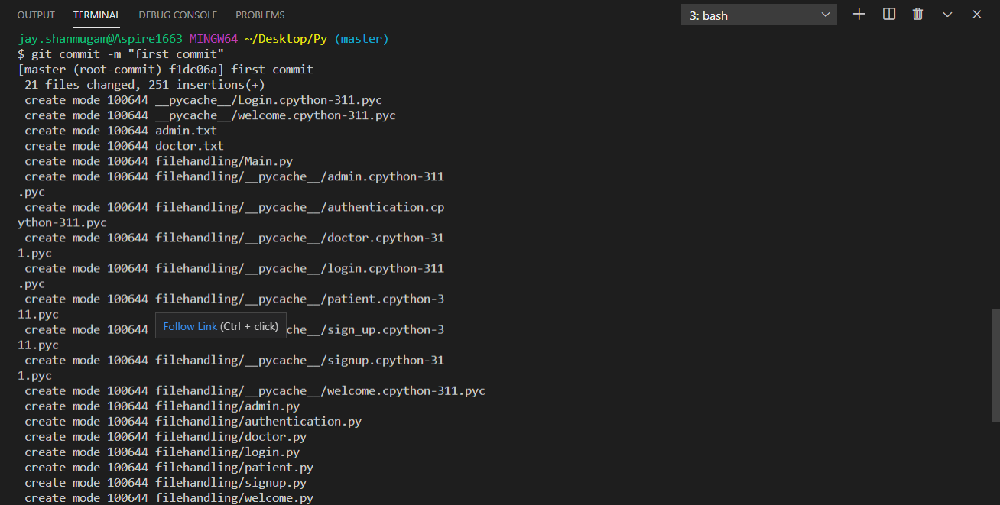 OUTPUT TERMINAL DEBUG CONSOLE PROBLEMS 3: bash
jay.shanmugam@Aspire1663 MINGW64 ~/Desktop/Py (master)
$ git commit -m "first commit"
[master (root-commit) f1dc06a] first commit
 21 files changed, 251 insertions(+)
 create mode 100644 __pycache__/Login.cpython-311.pyc
 create mode 100644 __pycache__/welcome.cpython-311.pyc
 create mode 100644 admin.txt
 create mode 100644 doctor.txt
 create mode 100644 filehandling/Main.py
 create mode 100644 filehandling/__pycache__/admin.cpython-311
.pyc
 create mode 100644 filehandling/__pycache__/authentication.cp
ython-311.pyc
 create mode 100644 filehandling/__pycache__/doctor.cpython-31
1.pyc
 create mode 100644 filehandling/__pycache__/login.cpython-311
.pyc
 create mode 100644 filehandling/__pycache__/patient.cpython-3
11.pyc
 create mode 100644 Follow Link (Ctrl + click) che__/sign_up.cpython-3
11.pyc
 create mode 100644 filehandling/__pycache__/signup.cpython-31
1.pyc
 create mode 100644 filehandling/__pycache__/welcome.cpython-311.pyc
 create mode 100644 filehandling/admin.py
 create mode 100644 filehandling/authentication.py
 create mode 100644 filehandling/doctor.py
 create mode 100644 filehandling/login.py
 create mode 100644 filehandling/patient.py
 create mode 100644 filehandling/signup.py
 create mode 100644 filehandling/welcome.py